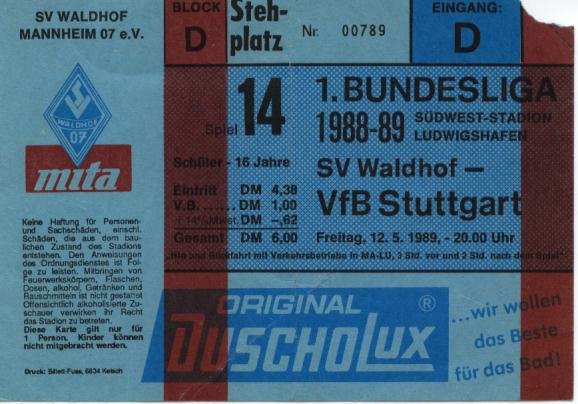 SV WALDHOF
MANNHEIM 07 e.V.
BLOCK
D
Steh-
platz
Nr. 00789
EINGANG:
D
SV
WALDHOF
07
mita
Spiel 14
1. BUNDESLIGA
1988-89
SÜDWEST-STADION
LUDWIGSHAFEN
Schüler - 16 Jahre
SV Waldhof —
VfB Stuttgart
Eintritt DM 4,38
V.B. DM 1,00
+ 14% Mwst. DM -,62
Gesamt DM 6,00
Freitag, 12. 5. 1989, - 20.00 Uhr
"Hin und Rückfahrt mit Verkehrsbetriebe in MA-LU, 3 Std. vor und 2 Std. nach dem Spiel"
Keine Haftung für Personen-
und Sachschäden, einschl.
Schäden, die aus dem bau-
lichen Zustand des Stadions
entstehen. Den Anweisungen
des Ordnungsdienstes ist Fol-
ge zu leisten. Mitbringen von
Feuerwerkskörpern, Flaschen,
Dosen, alkohol, Getränken und
Rauschmitteln ist nicht gestattet
Offensichtlich alkoholisierte Zu-
schauer verwirken ihr Recht
das Stadion zu betreten.
Diese Karte gilt nur für
1 Person. Kinder können
nicht mitgebracht werden.
Druck: Billett-Fuss, 6834 Ketsch
ORIGINAL ®
DUSCHOLUX
...wir wollen
das Beste
für das Bad!